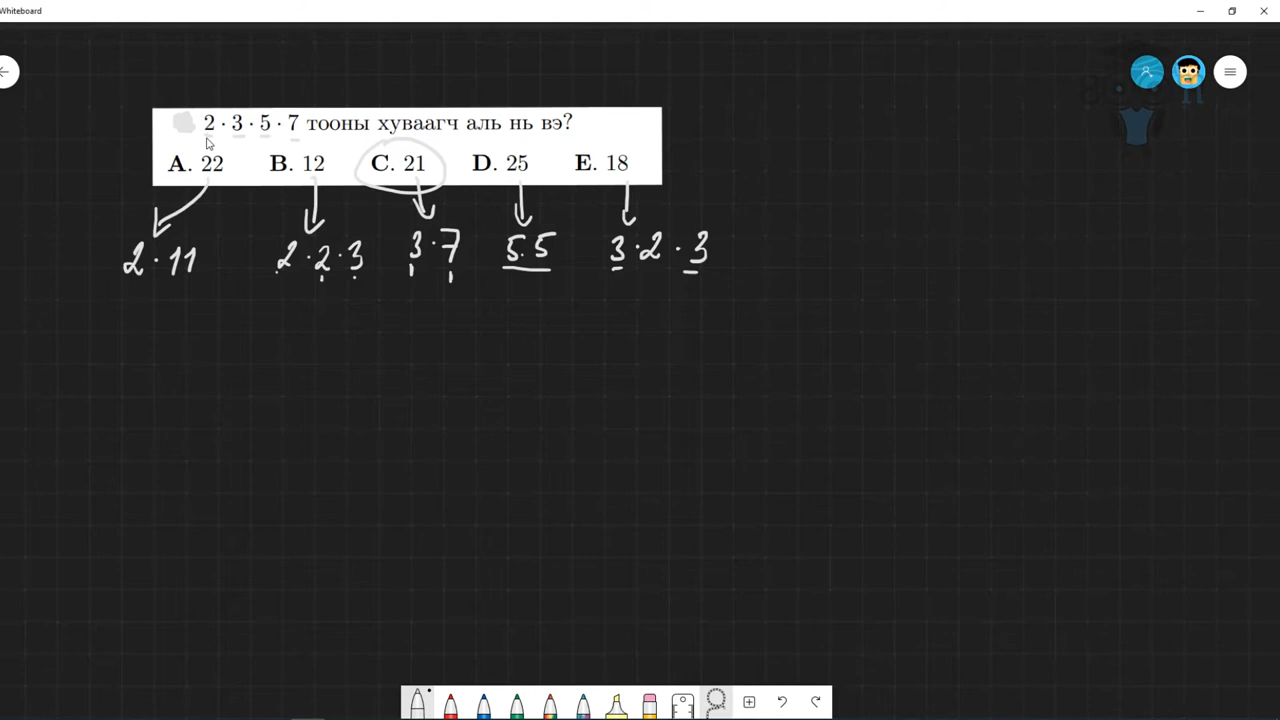 Whiteboard
2 · 3 · 5 · 7 тооны хуваагч аль нь вэ?
A. 22 B. 12 C. 21 D. 25 E. 18
2 · 11 2 · 2 · 3 3 · 7 5 · 5 3 · 2 · 3